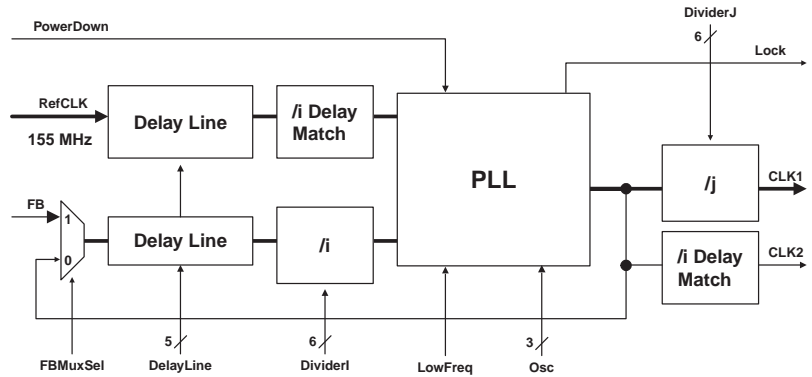 DividerJ
PowerDown
6
Lock
RefCLK
155 MHz
Delay Line
/i Delay
Match
PLL
/j
CLK1
FB
1
0
Delay Line
/i
/i Delay
Match
CLK2
5
6
3
FBMuxSel
DelayLine
DividerI
LowFreq
Osc